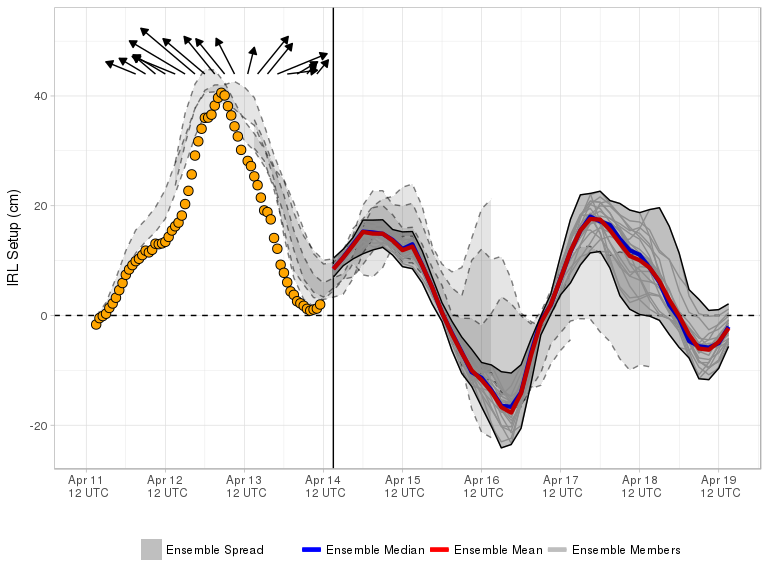 IRL Setup (cm)
40
20
0
-20
Apr 11 Apr 12 Apr 13 Apr 14 Apr 15 Apr 16 Apr 17 Apr 18 Apr 19
12 UTC 12 UTC 12 UTC 12 UTC 12 UTC 12 UTC 12 UTC 12 UTC 12 UTC
Ensemble Spread Ensemble Median Ensemble Mean Ensemble Members